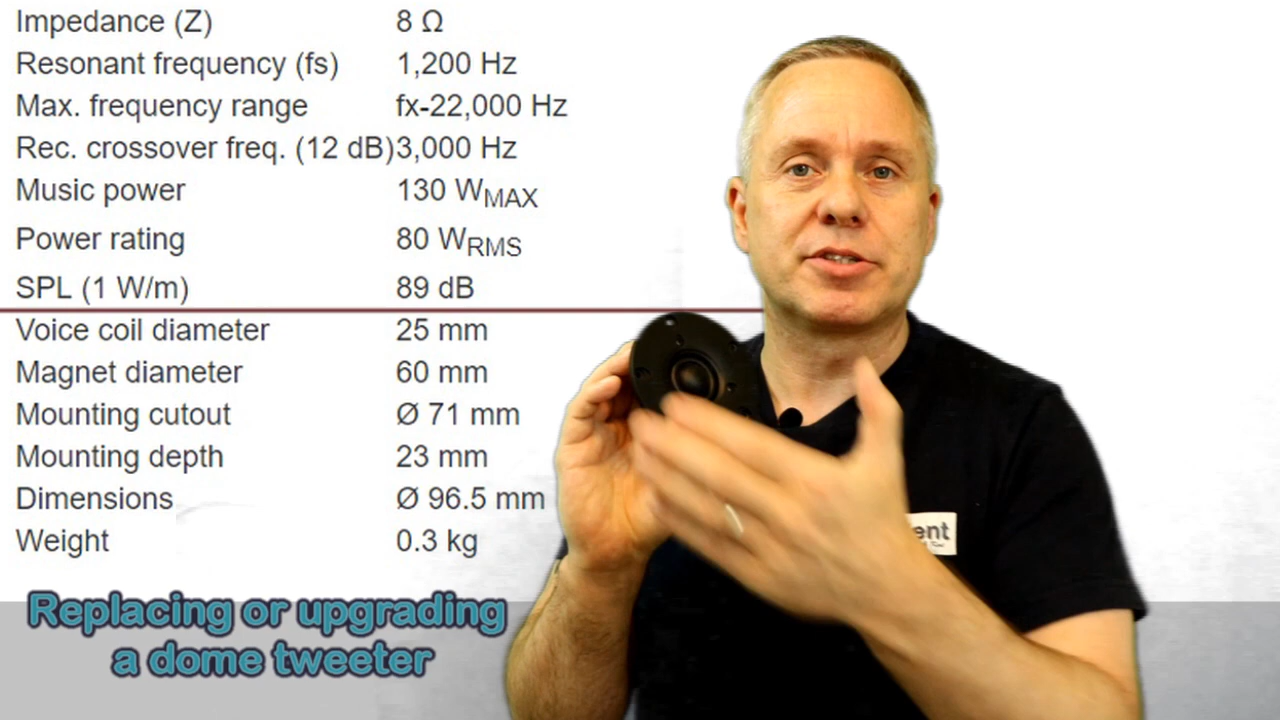 Impedance (Z) 8 Ω
Resonant frequency (fs) 1,200 Hz
Max. frequency range fx-22,000 Hz
Rec. crossover freq. (12 dB) 3,000 Hz
Music power 130 WMAX
Power rating 80 WRMS
SPL (1 W/m) 89 dB
Voice coil diameter 25 mm
Magnet diameter 60 mm
Mounting cutout Ø 71 mm
Mounting depth 23 mm
Dimensions Ø 96.5 mm
Weight 0.3 kg
ent
Replacing or upgrading
a dome tweeter